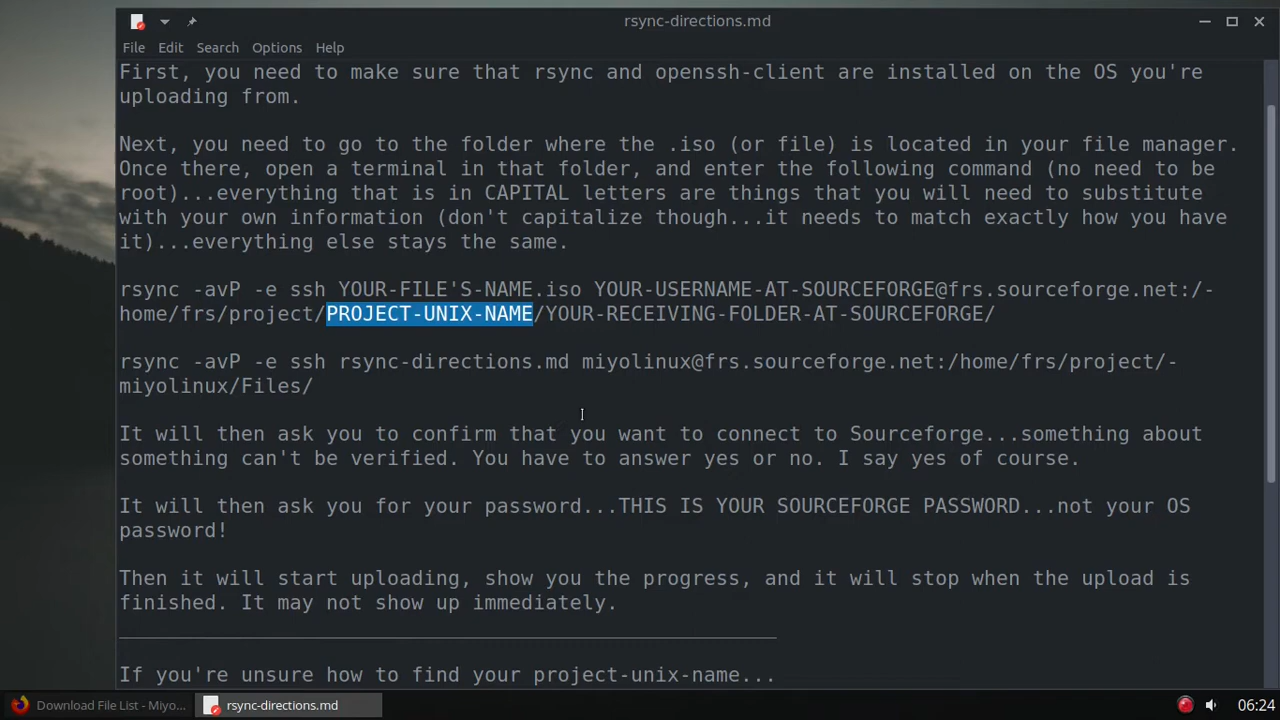 rsync-directions.md
File Edit Search Options Help
First, you need to make sure that rsync and openssh-client are installed on the OS you're
uploading from.
Next, you need to go to the folder where the .iso (or file) is located in your file manager.
Once there, open a terminal in that folder, and enter the following command (no need to be
root)...everything that is in CAPITAL letters are things that you will need to substitute
with your own information (don't capitalize though...it needs to match exactly how you have
it)...everything else stays the same.
rsync -avP -e ssh YOUR-FILE'S-NAME.iso YOUR-USERNAME-AT-SOURCEFORGE@frs.sourceforge.net:/-
home/frs/project/PROJECT-UNIX-NAME/YOUR-RECEIVING-FOLDER-AT-SOURCEFORGE/
rsync -avP -e ssh rsync-directions.md miyolinux@frs.sourceforge.net:/home/frs/project/-
miyolinux/Files/
It will then ask you to confirm that you want to connect to Sourceforge...something about
something can't be verified. You have to answer yes or no. I say yes of course.
It will then ask you for your password...THIS IS YOUR SOURCEFORGE PASSWORD...not your OS
password!
Then it will start uploading, show you the progress, and it will stop when the upload is
finished. It may not show up immediately.
If you're unsure how to find your project-unix-name...
Download File List - Miyo... rsync-directions.md 06:24